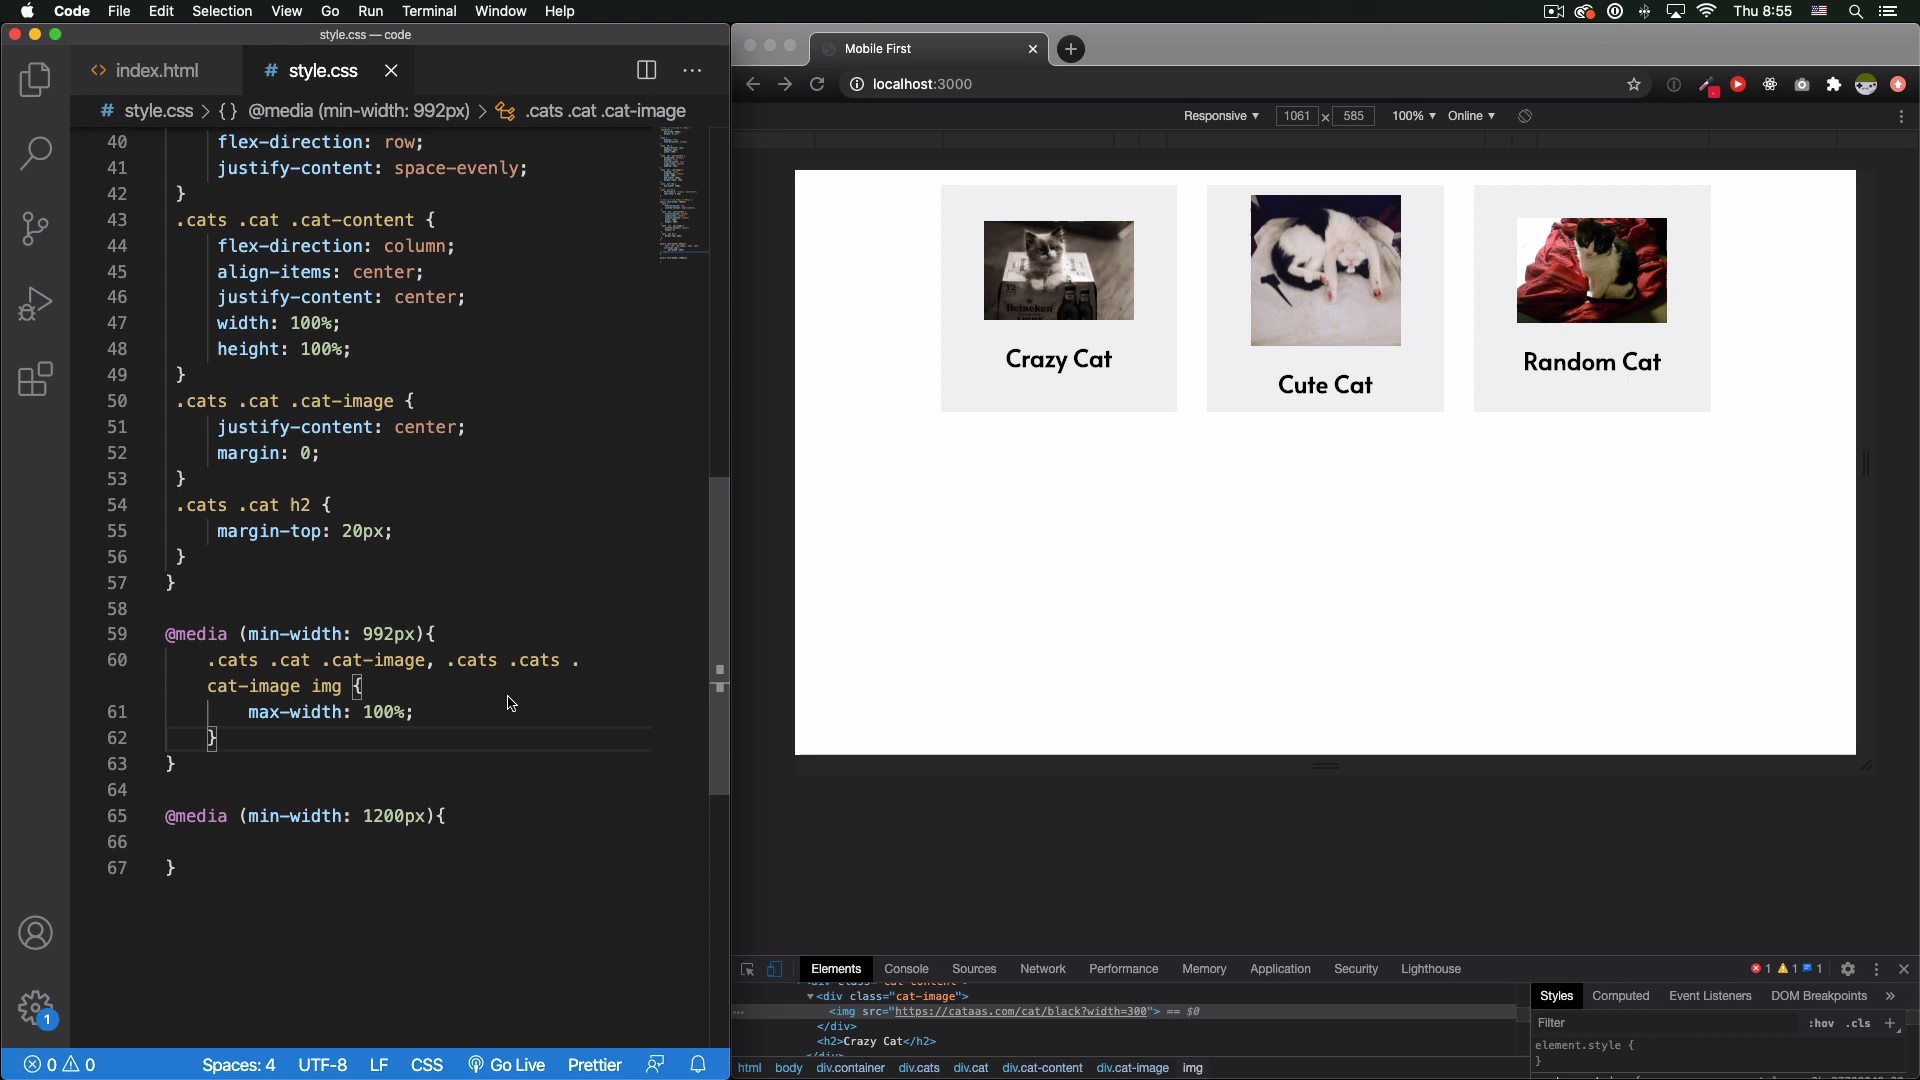 Code File Edit Selection View Go Run Terminal Window Help
Thu 8:55
style.css — code
<> index.html
# style.css
# style.css > {} @media (min-width: 992px) > .cats .cat .cat-image
40 flex-direction: row;
41 justify-content: space-evenly;
42 }
43 .cats .cat .cat-content {
44 flex-direction: column;
45 align-items: center;
46 justify-content: center;
47 width: 100%;
48 height: 100%;
49 }
50 .cats .cat .cat-image {
51 justify-content: center;
52 margin: 0;
53 }
54 .cats .cat h2 {
55 margin-top: 20px;
56 }
57 }
58
59 @media (min-width: 992px){
60 .cats .cat .cat-image, .cats .cats .
cat-image img {
61 max-width: 100%;
62 }
63 }
64
65 @media (min-width: 1200px){
66
67 }
1
0 0 Spaces: 4 UTF-8 LF CSS Go Live Prettier
Mobile First
localhost:3000
Responsive 1061 x 585 100% Online
Heineken
Crazy Cat
Cute Cat
Random Cat
Elements Console Sources Network Performance Memory Application Security Lighthouse 1 1 1
<div class="cat-image">
<img src="https://cataas.com/cat/black?width=300"> == $0
</div>
<h2>Crazy Cat</h2>
html body div.container div.cats div.cat div.cat-content div.cat-image img
Styles Computed Event Listeners DOM Breakpoints »
Filter :hov .cls +
element.style {
}